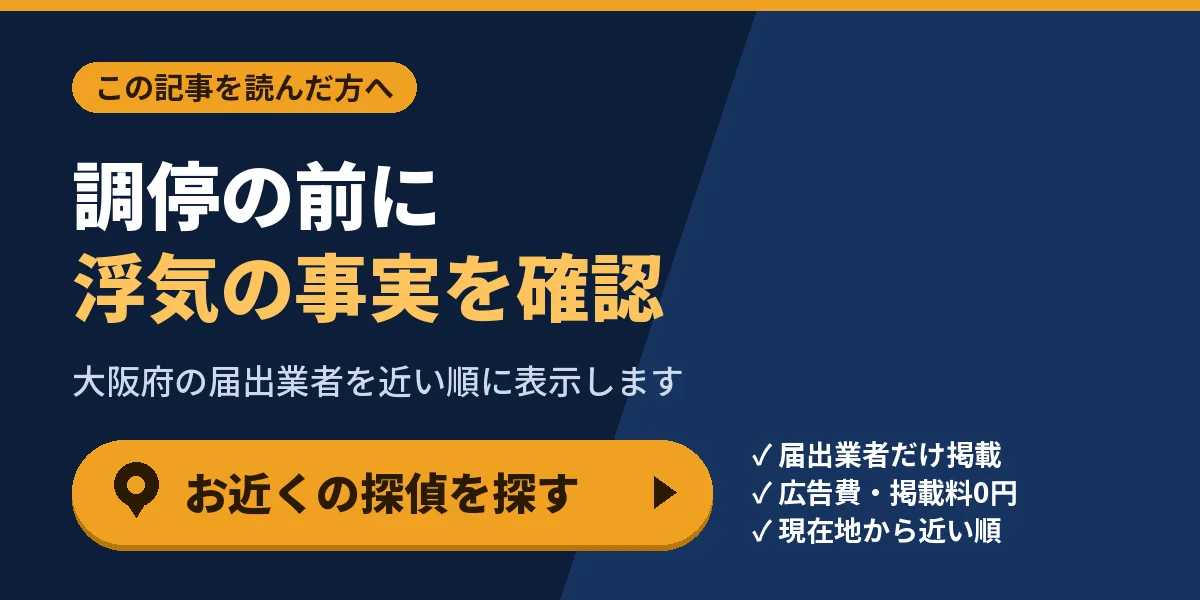 この記事を読んだ方へ
調停の前に
浮気の事実を確認
大阪府の届出業者を近い順に表示します
お近くの探偵を探す
✓届出業者だけ掲載
✓広告費・掲載料0円
✓現在地から近い順